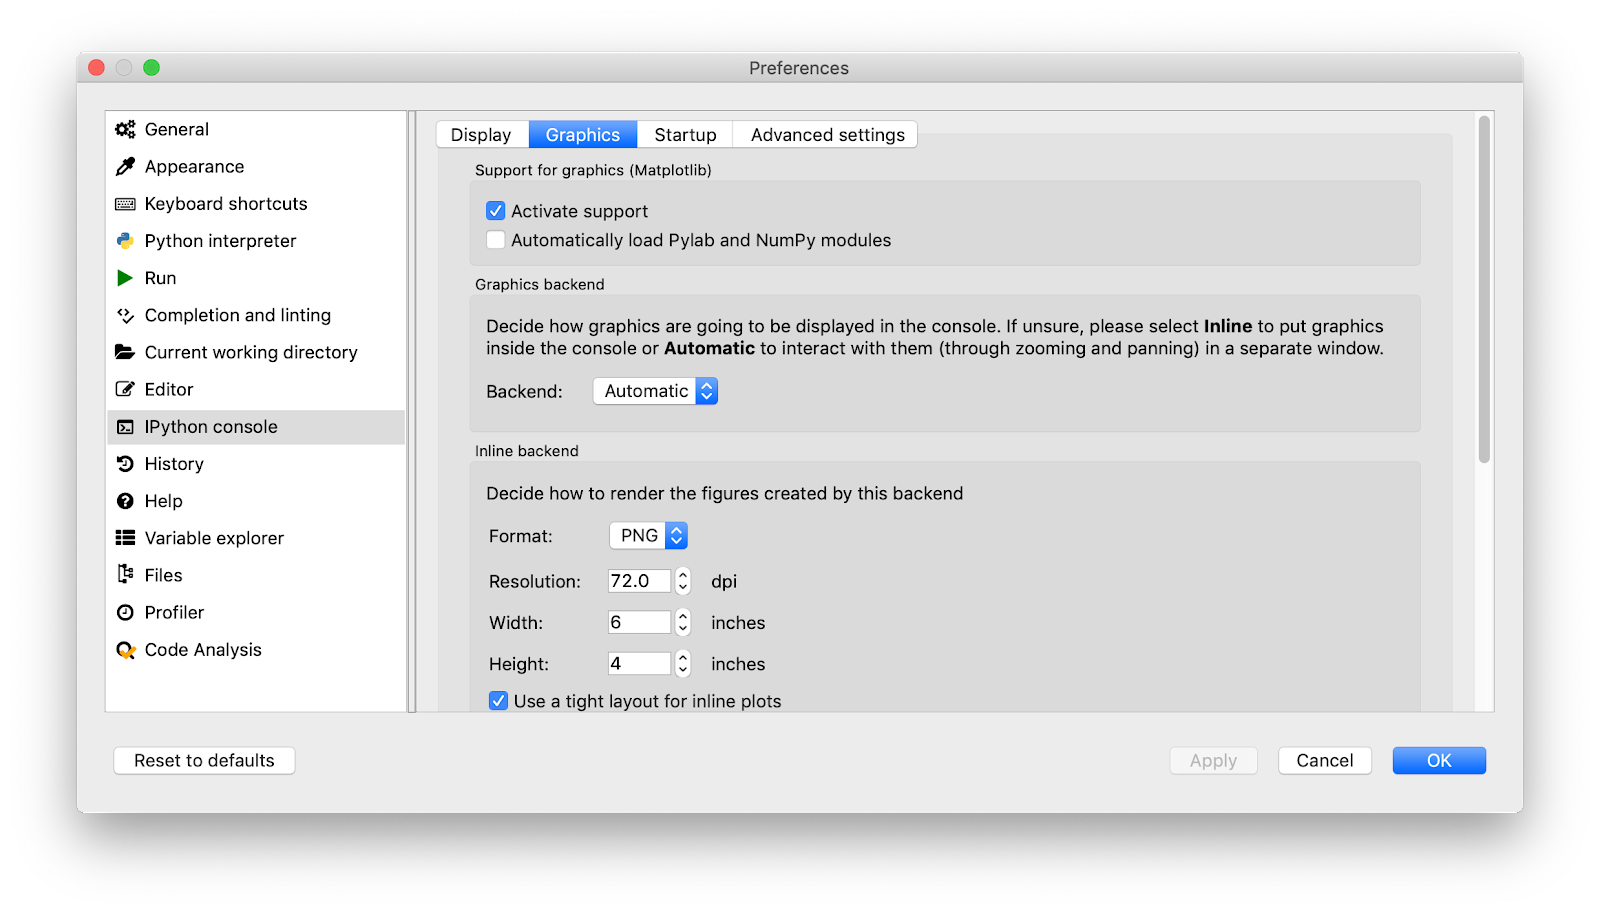 Preferences
General
Appearance
Keyboard shortcuts
Python interpreter
Run
Completion and linting
Current working directory
Editor
IPython console
History
Help
Variable explorer
Files
Profiler
Code Analysis
Display Graphics Startup Advanced settings
Support for graphics (Matplotlib)
Activate support
Automatically load Pylab and NumPy modules
Graphics backend
Decide how graphics are going to be displayed in the console. If unsure, please select Inline to put graphics
inside the console or Automatic to interact with them (through zooming and panning) in a separate window.
Backend: Automatic
Inline backend
Decide how to render the figures created by this backend
Format: PNG
Resolution: 72.0 dpi
Width: 6 inches
Height: 4 inches
Use a tight layout for inline plots
Reset to defaults Apply Cancel OK